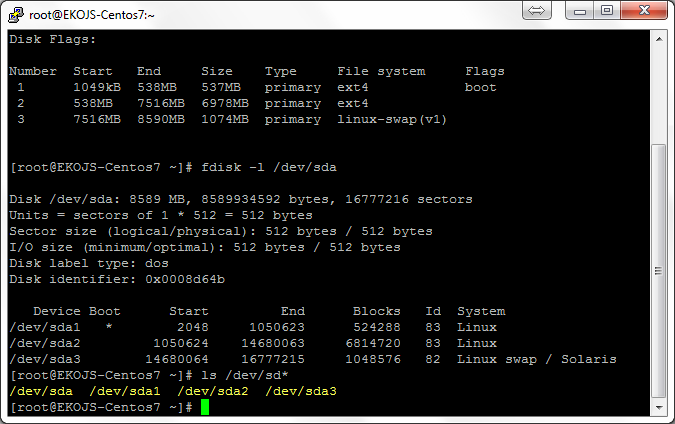 root@EKOJS-Centos7:~
Disk Flags:
Number  Start   End     Size    Type     File system     Flags
 1      1049kB  538MB   537MB   primary  ext4            boot
 2      538MB   7516MB  6978MB  primary  ext4
 3      7516MB  8590MB  1074MB  primary  linux-swap(v1)
[root@EKOJS-Centos7 ~]# fdisk -l /dev/sda
Disk /dev/sda: 8589 MB, 8589934592 bytes, 16777216 sectors
Units = sectors of 1 * 512 = 512 bytes
Sector size (logical/physical): 512 bytes / 512 bytes
I/O size (minimum/optimal): 512 bytes / 512 bytes
Disk label type: dos
Disk identifier: 0x0008d64b
   Device Boot      Start         End      Blocks   Id  System
/dev/sda1   *        2048     1050623      524288   83  Linux
/dev/sda2         1050624    14680063     6814720   83  Linux
/dev/sda3        14680064    16777215     1048576   82  Linux swap / Solaris
[root@EKOJS-Centos7 ~]# ls /dev/sd*
/dev/sda  /dev/sda1  /dev/sda2  /dev/sda3
[root@EKOJS-Centos7 ~]#